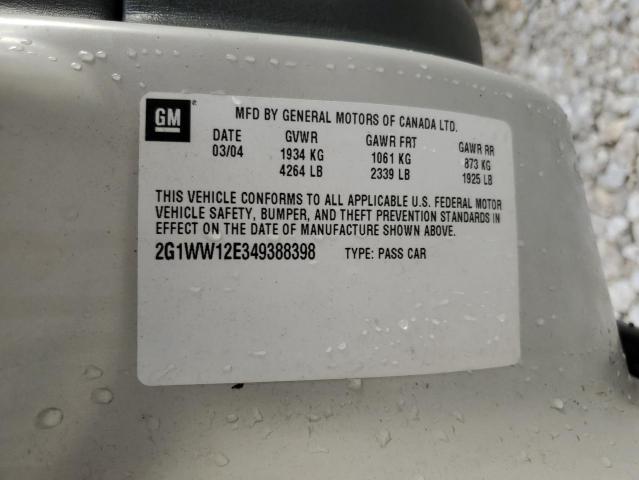 GM MFD BY GENERAL MOTORS OF CANADA LTD.
DATE GVWR GAWR FRT GAWR RR
03/04 1934 KG 1061 KG 873 KG
4264 LB 2339 LB 1925 LB
THIS VEHICLE CONFORMS TO ALL APPLICABLE U.S. FEDERAL MOTOR
VEHICLE SAFETY, BUMPER, AND THEFT PREVENTION STANDARDS IN
EFFECT ON THE DATE OF MANUFACTURE SHOWN ABOVE.
2G1WW12E349388398 TYPE: PASS CAR